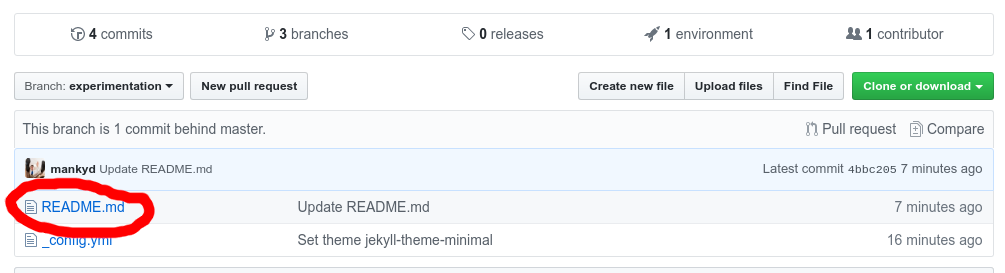 4 commits 3 branches 0 releases 1 environment 1 contributor
Branch: experimentation New pull request Create new file Upload files Find File Clone or download
This branch is 1 commit behind master. Pull request Compare
mankyd Update README.md Latest commit 4bbc205 7 minutes ago
README.md Update README.md 7 minutes ago
_config.yml Set theme jekyll-theme-minimal 16 minutes ago